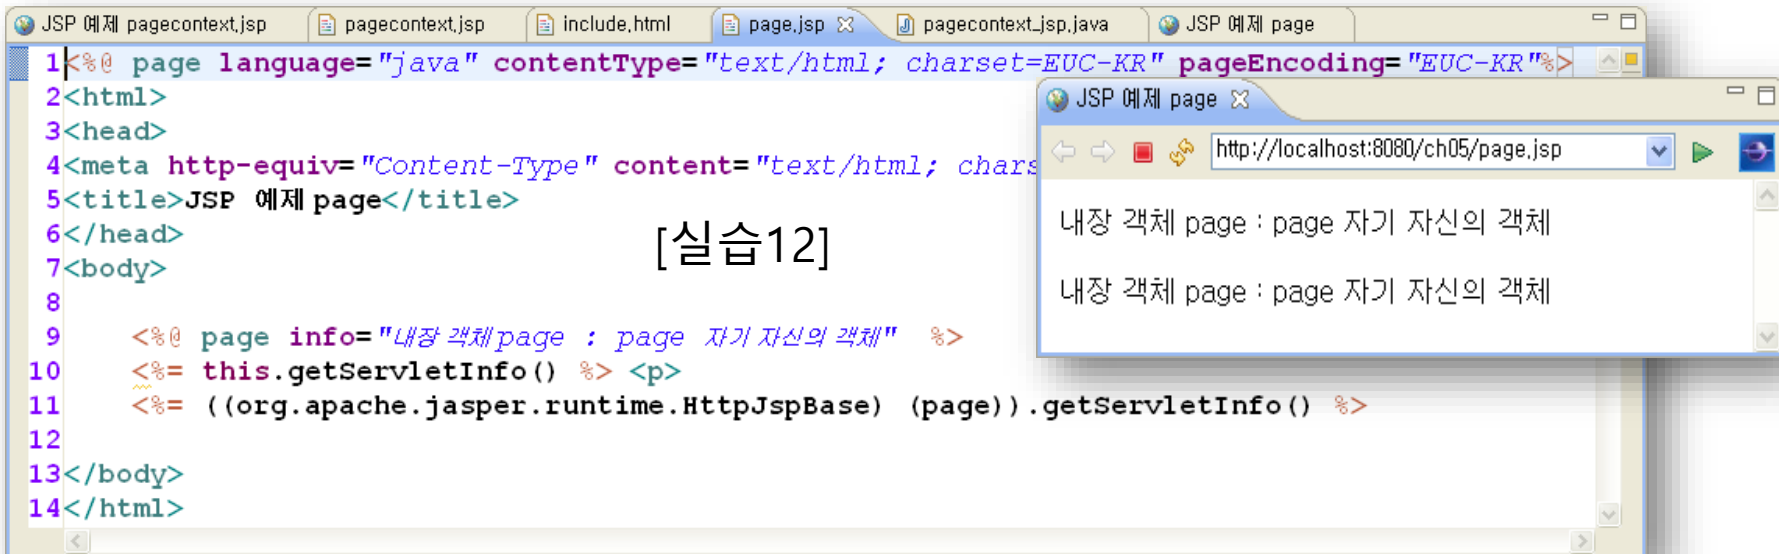 JSP 예제 pagecontext.jsp pagecontext.jsp include.html page.jsp pagecontext_jsp.java JSP 예제 page
1 <%@ page language="java" contentType="text/html; charset=EUC-KR" pageEncoding="EUC-KR"%>
2 <html>
3 <head>
4 <meta http-equiv="Content-Type" content="text/html; chars
5 <title>JSP 예제 page</title>
6 </head>
7 <body>
8
9 <%@ page info="내장 객체 page : page 자기 자신의 객체" %>
10 <%= this.getServletInfo() %> <p>
11 <%= ((org.apache.jasper.runtime.HttpJspBase) (page)).getServletInfo() %>
12
13 </body>
14 </html>
[실습12]
JSP 예제 page
http://localhost:8080/ch05/page.jsp
내장 객체 page : page 자기 자신의 객체
내장 객체 page : page 자기 자신의 객체